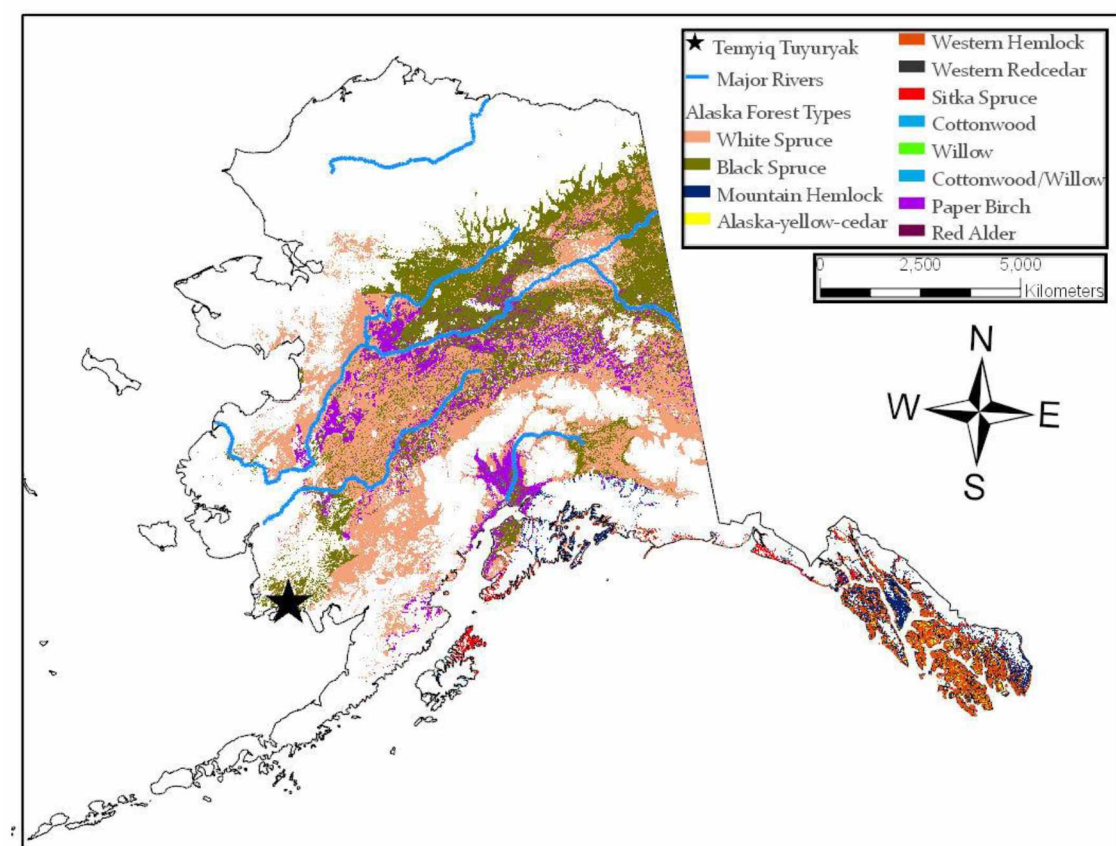 Temyiq Tuyuryak
Major Rivers
Alaska Forest Types
White Spruce
Black Spruce
Mountain Hemlock
Alaska-yellow-cedar
Western Hemlock
Western Redcedar
Sitka Spruce
Cottonwood
Willow
Cottonwood/Willow
Paper Birch
Red Alder
0 2,500 5,000
Kilometers
N
W E
S